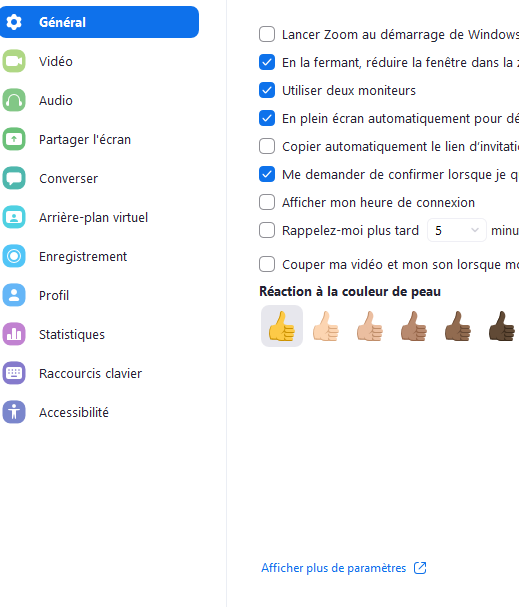 Général
Vidéo
Audio
Partager l'écran
Converser
Arrière-plan virtuel
Enregistrement
Profil
Statistiques
Raccourcis clavier
Accessibilité
Lancer Zoom au démarrage de Windows
En la fermant, réduire la fenêtre dans la
Utiliser deux moniteurs
En plein écran automatiquement pour dé
Copier automatiquement le lien d'invitati
Me demander de confirmer lorsque je q
Afficher mon heure de connexion
Rappelez-moi plus tard 5 minu
Couper ma vidéo et mon son lorsque mo
Réaction à la couleur de peau
Afficher plus de paramètres